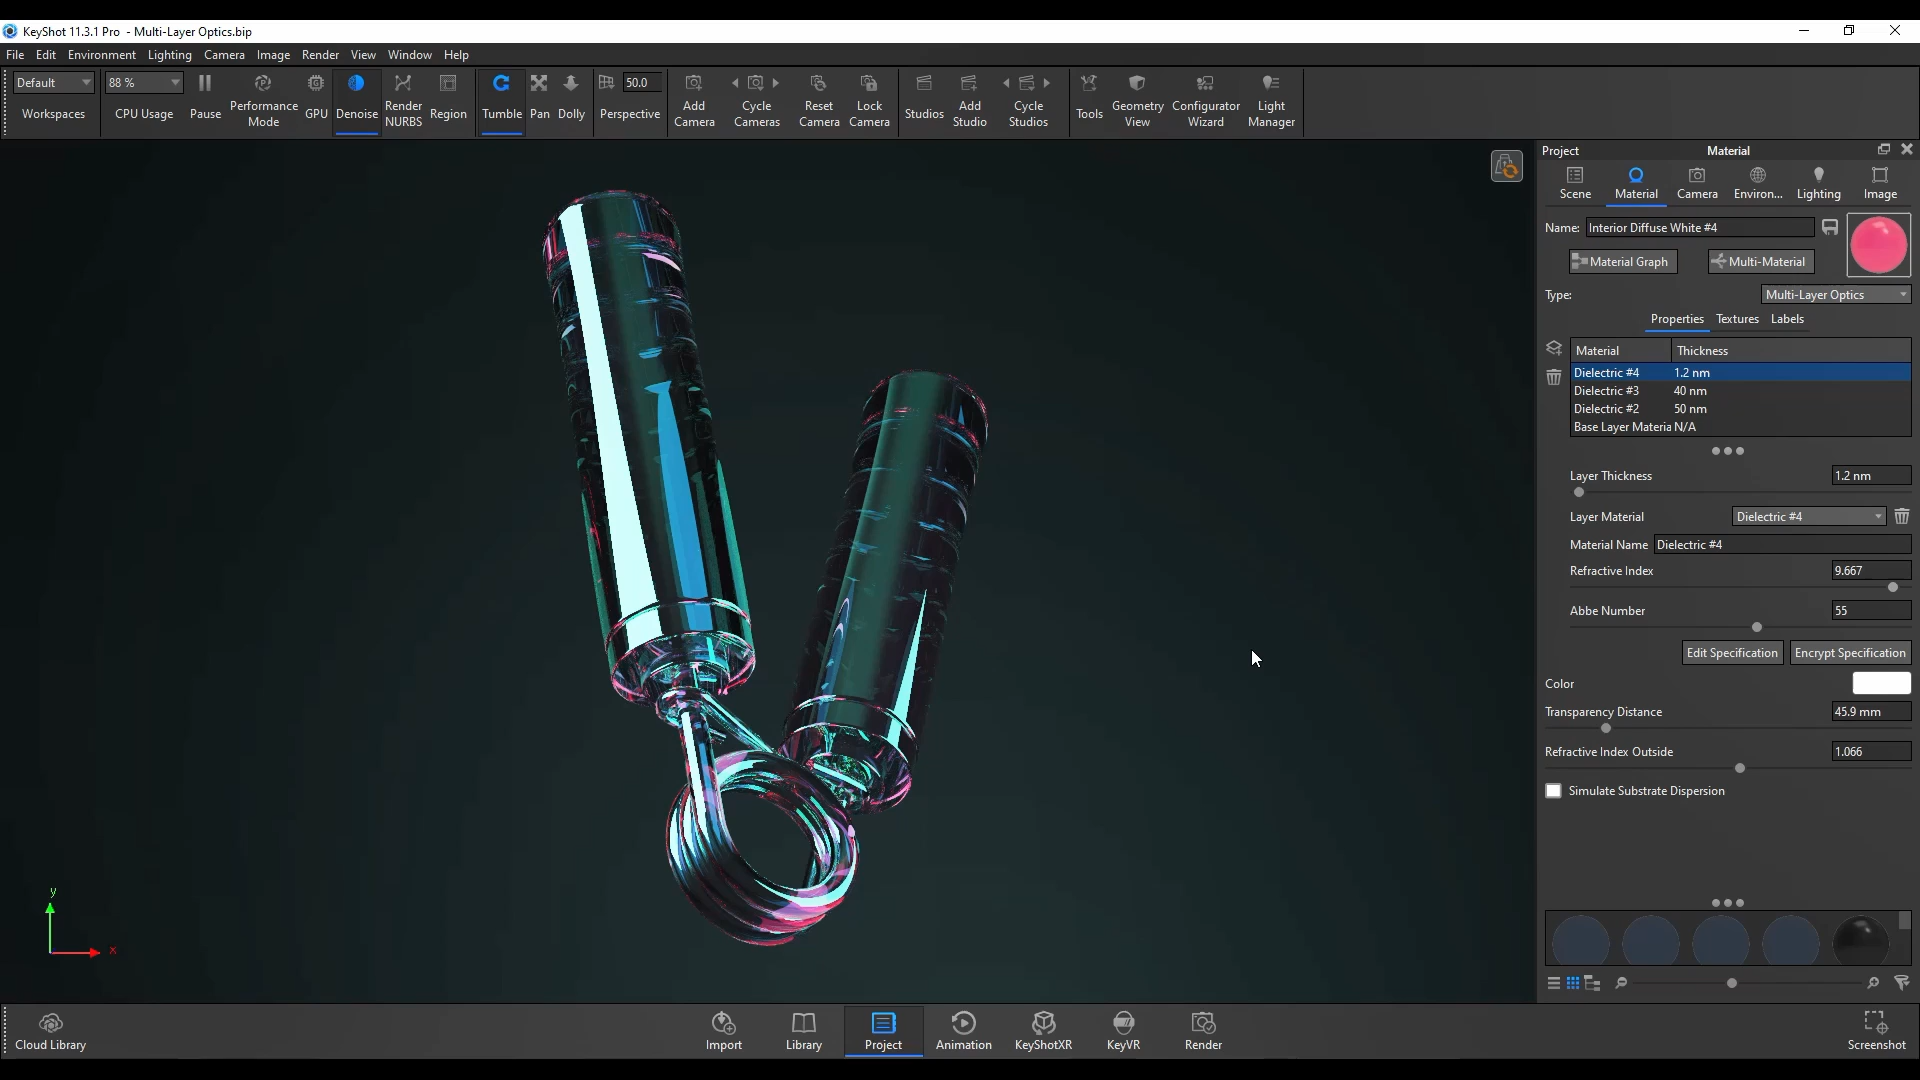 KeyShot 11.3.1 Pro - Multi-Layer Optics.bip
File Edit Environment Lighting Camera Image Render View Window Help
Default
88 %
50.0
Workspaces
CPU Usage
Pause
Performance
Mode
GPU
Denoise
Render
NURBS
Region
Tumble
Pan
Dolly
Perspective
Add
Camera
Cycle
Cameras
Reset
Camera
Lock
Camera
Studios
Add
Studio
Cycle
Studios
Tools
Geometry
View
Configurator
Wizard
Light
Manager
Project
Material
Scene
Material
Camera
Environ...
Lighting
Image
Name: Interior Diffuse White #4
Material Graph
Multi-Material
Type: Multi-Layer Optics
Properties Textures Labels
Material Thickness
Dielectric #4 1.2 nm
Dielectric #3 40 nm
Dielectric #2 50 nm
Base Layer Materia N/A
Layer Thickness 1.2 nm
Layer Material Dielectric #4
Material Name Dielectric #4
Refractive Index 9.667
Abbe Number 55
Edit Specification Encrypt Specification
Color
Transparency Distance 45.9 mm
Refractive Index Outside 1.066
Simulate Substrate Dispersion
y
x
Cloud Library
Import
Library
Project
Animation
KeyShotXR
KeyVR
Render
Screenshot